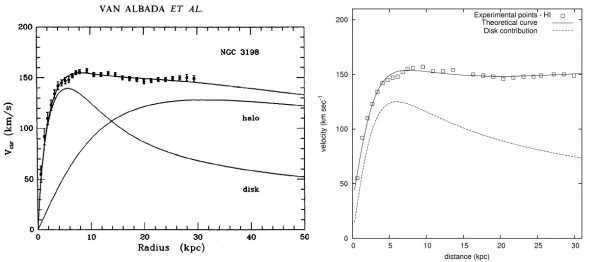 VAN ALBADA ET AL.
NGC 3198
halo
disk
200
150
100
50
0
V_cir (km/s)
0 10 20 30 40 50
Radius (kpc)
Experimental points - HI
Theoretical curve
Disk contribution
200
150
100
50
0
velocity (km sec⁻¹)
0 5 10 15 20 25 30
distance (kpc)